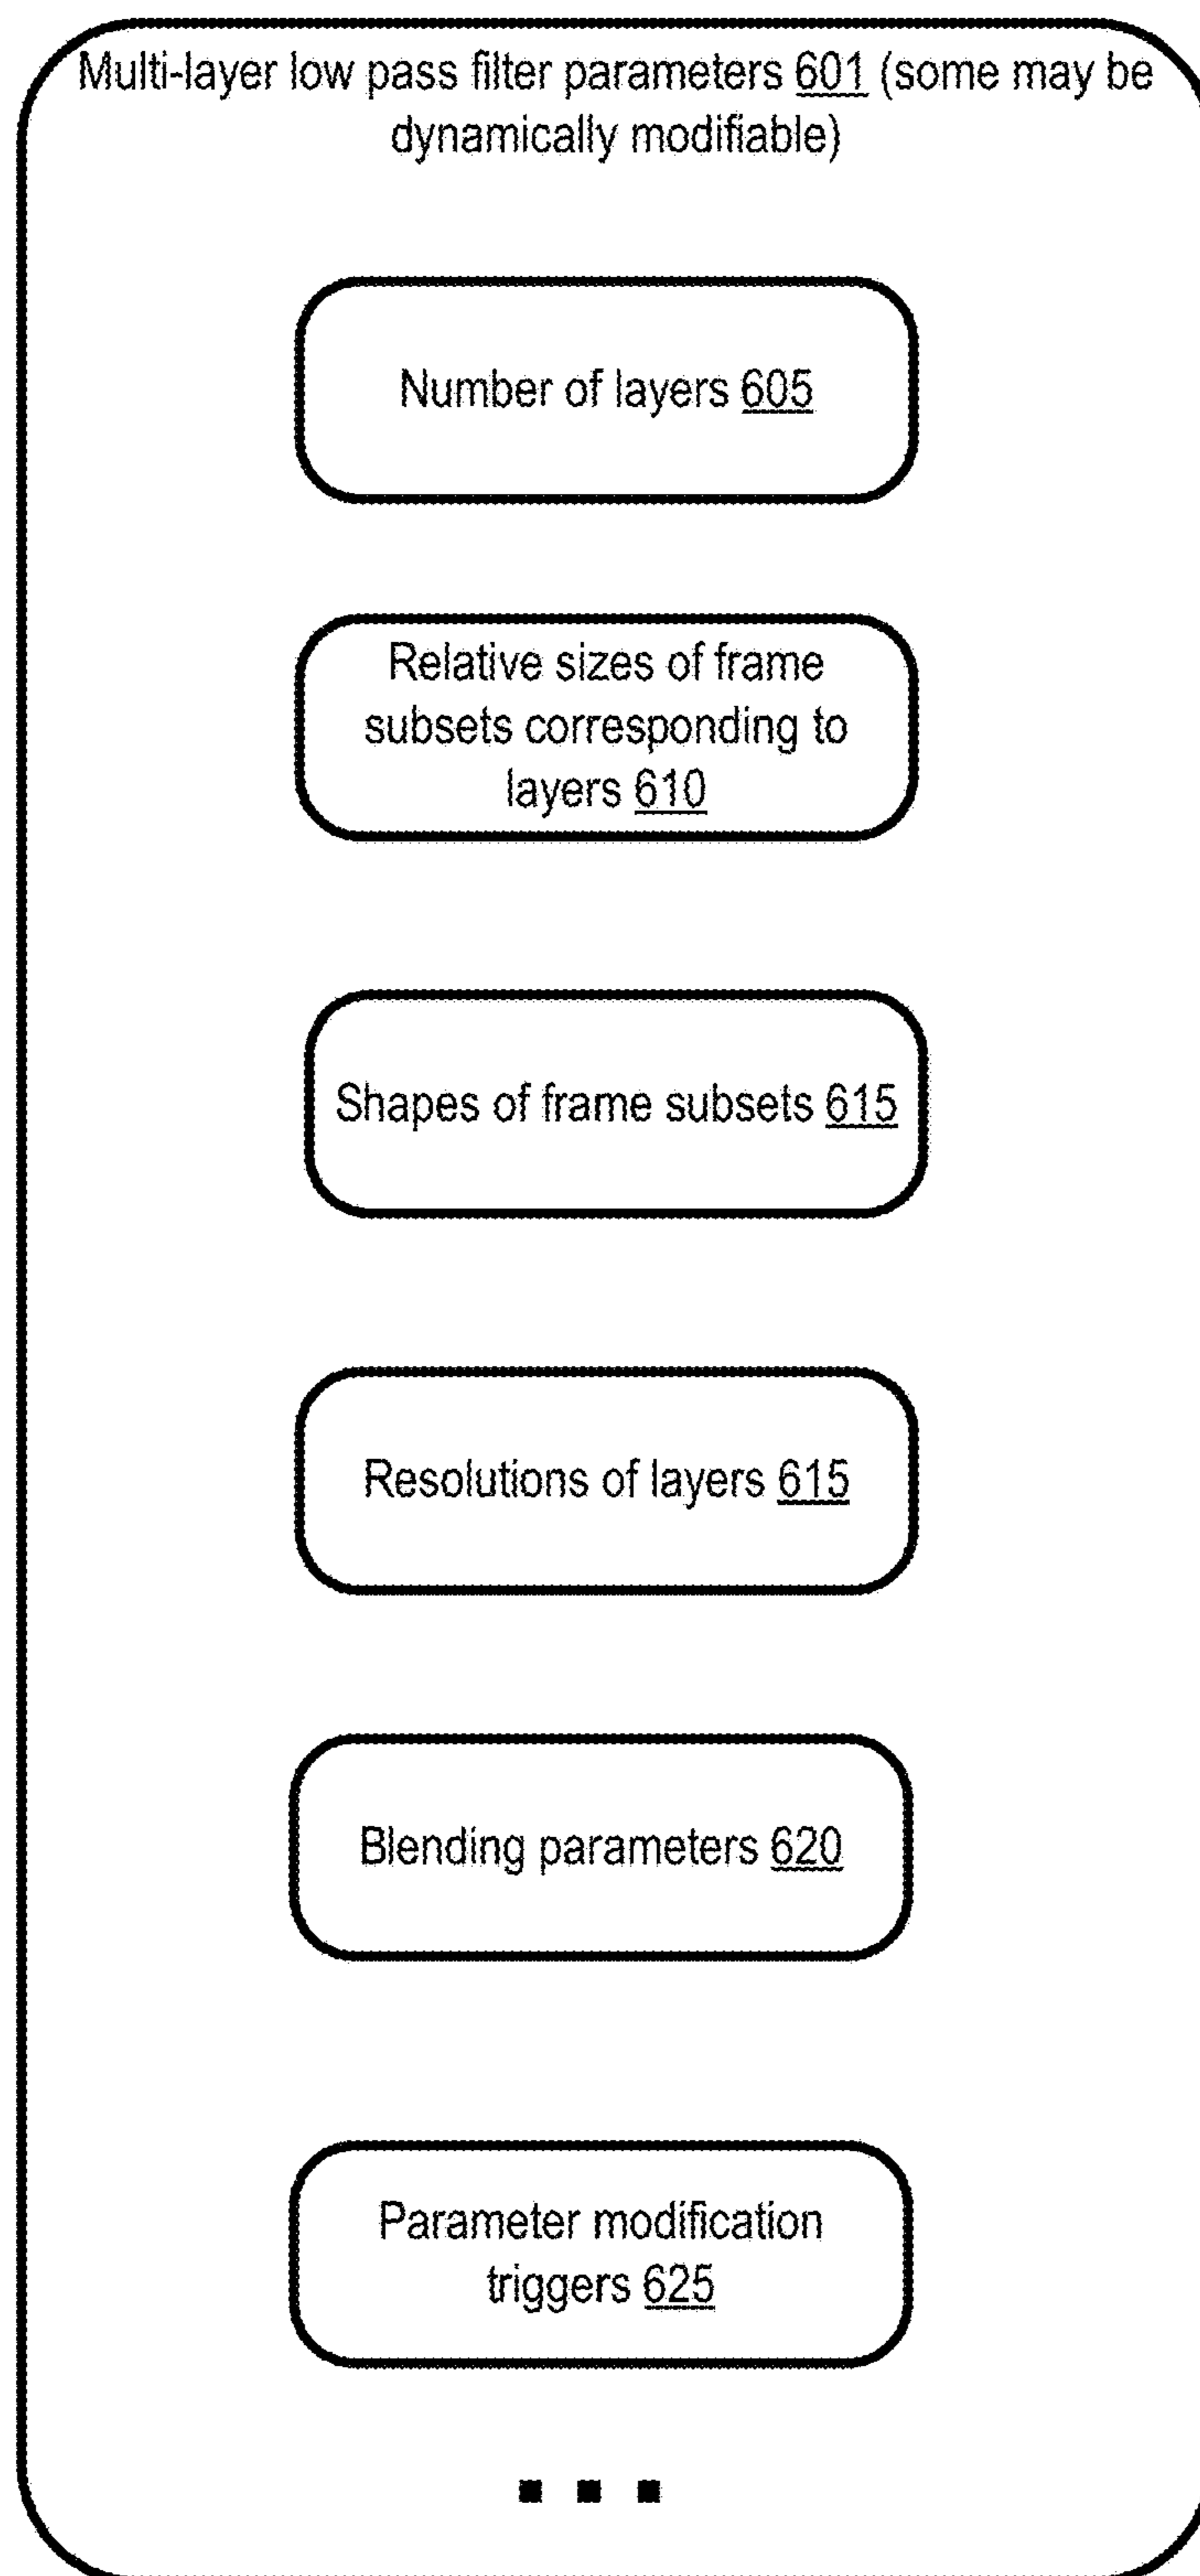 Multi-layer low pass filter parameters 601 (some may be
dynamically modifiable)
Number of layers 605
Relative sizes of frame
subsets corresponding to
layers 610
Shapes of frame subsets 615
Resolutions of layers 615
Blending parameters 620
Parameter modification
triggers 625